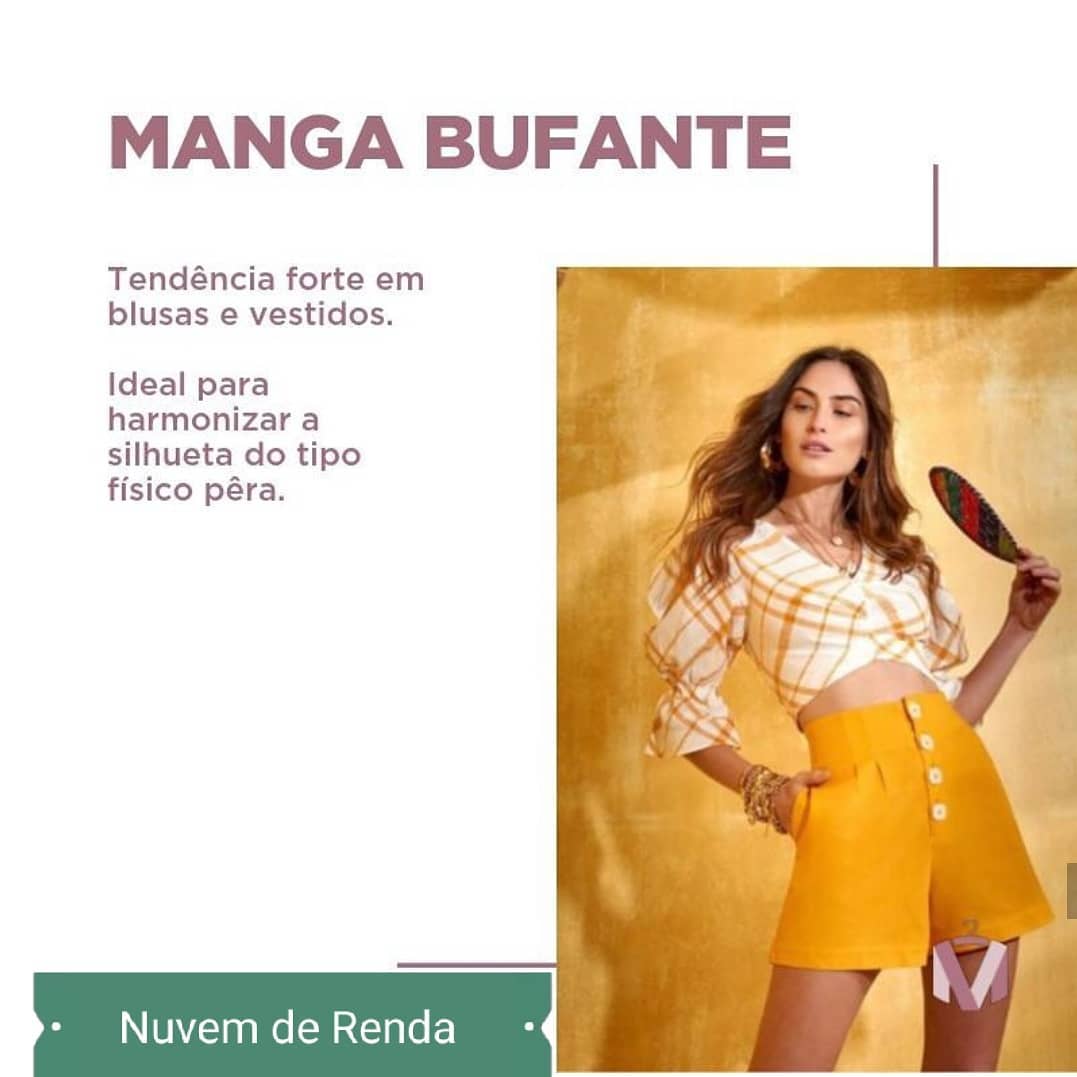 MANGA BUFANTE
Tendência forte em
blusas e vestidos.
Ideal para
harmonizar a
silhueta do tipo
físico pêra.
Nuvem de Renda